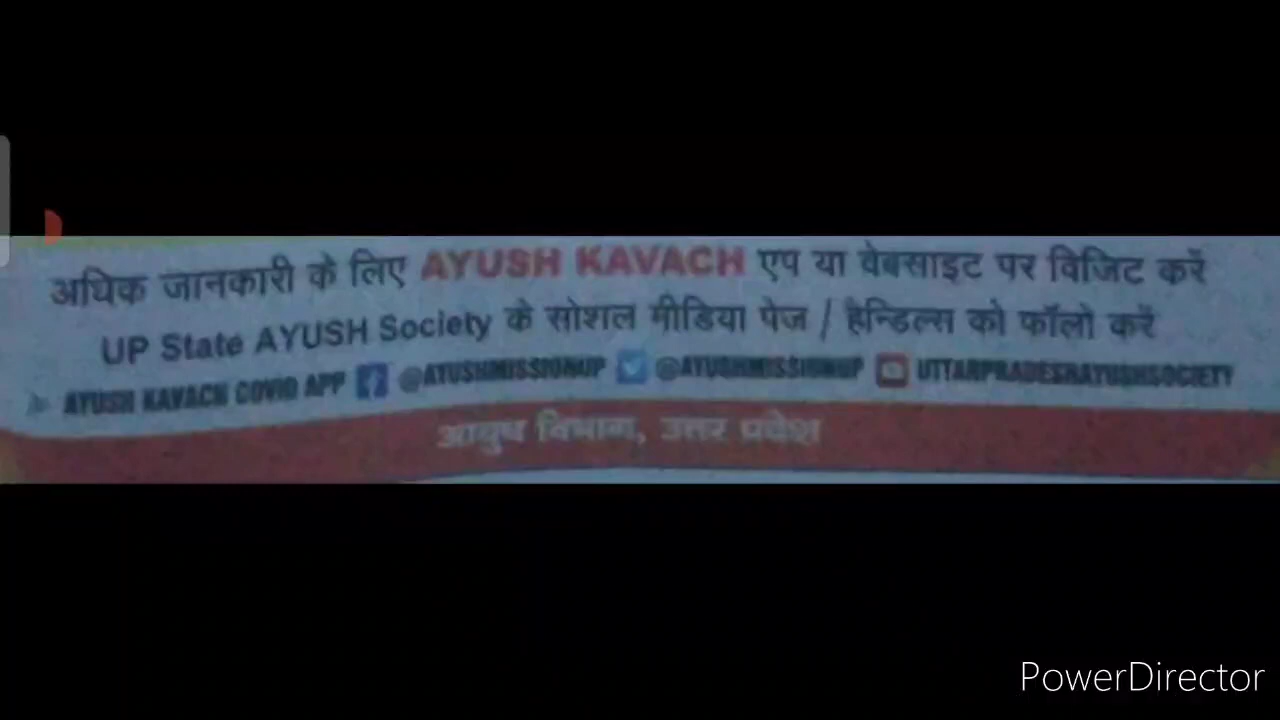 अधिक जानकारी के लिए AYUSH KAVACH एप या वेबसाइट पर विजिट करें
UP State AYUSH Society के सोशल मीडिया पेज / हेन्डिल्स को फॉलो करें
AYUSH KAVACH COVID APP @AYUSHMISSIONUP @AYUSHMISSIONUP UTTARPRADESHAYUSHSOCIETY
आयुष विभाग, उत्तर प्रदेश
PowerDirector